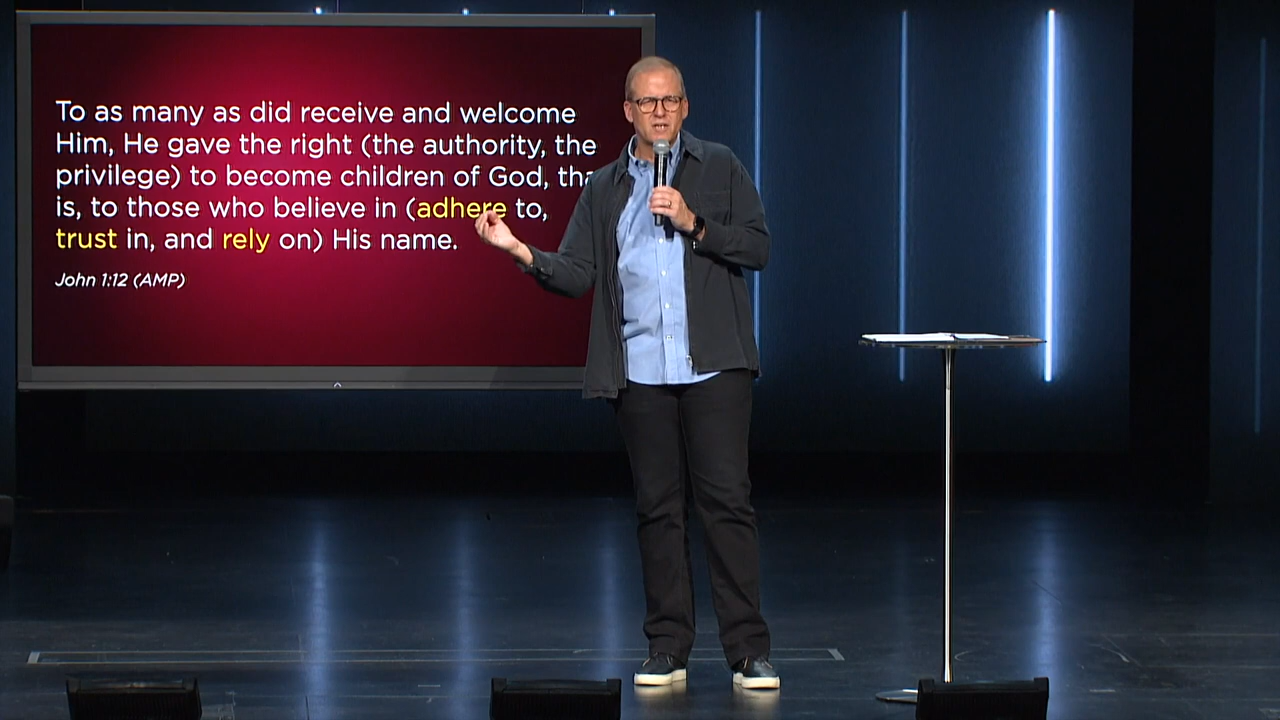 To as many as did receive and welcome
Him, He gave the right (the authority, the
privilege) to become children of God, tha
is, to those who believe in (adhere to,
trust in, and rely on) His name.
John 1:12 (AMP)